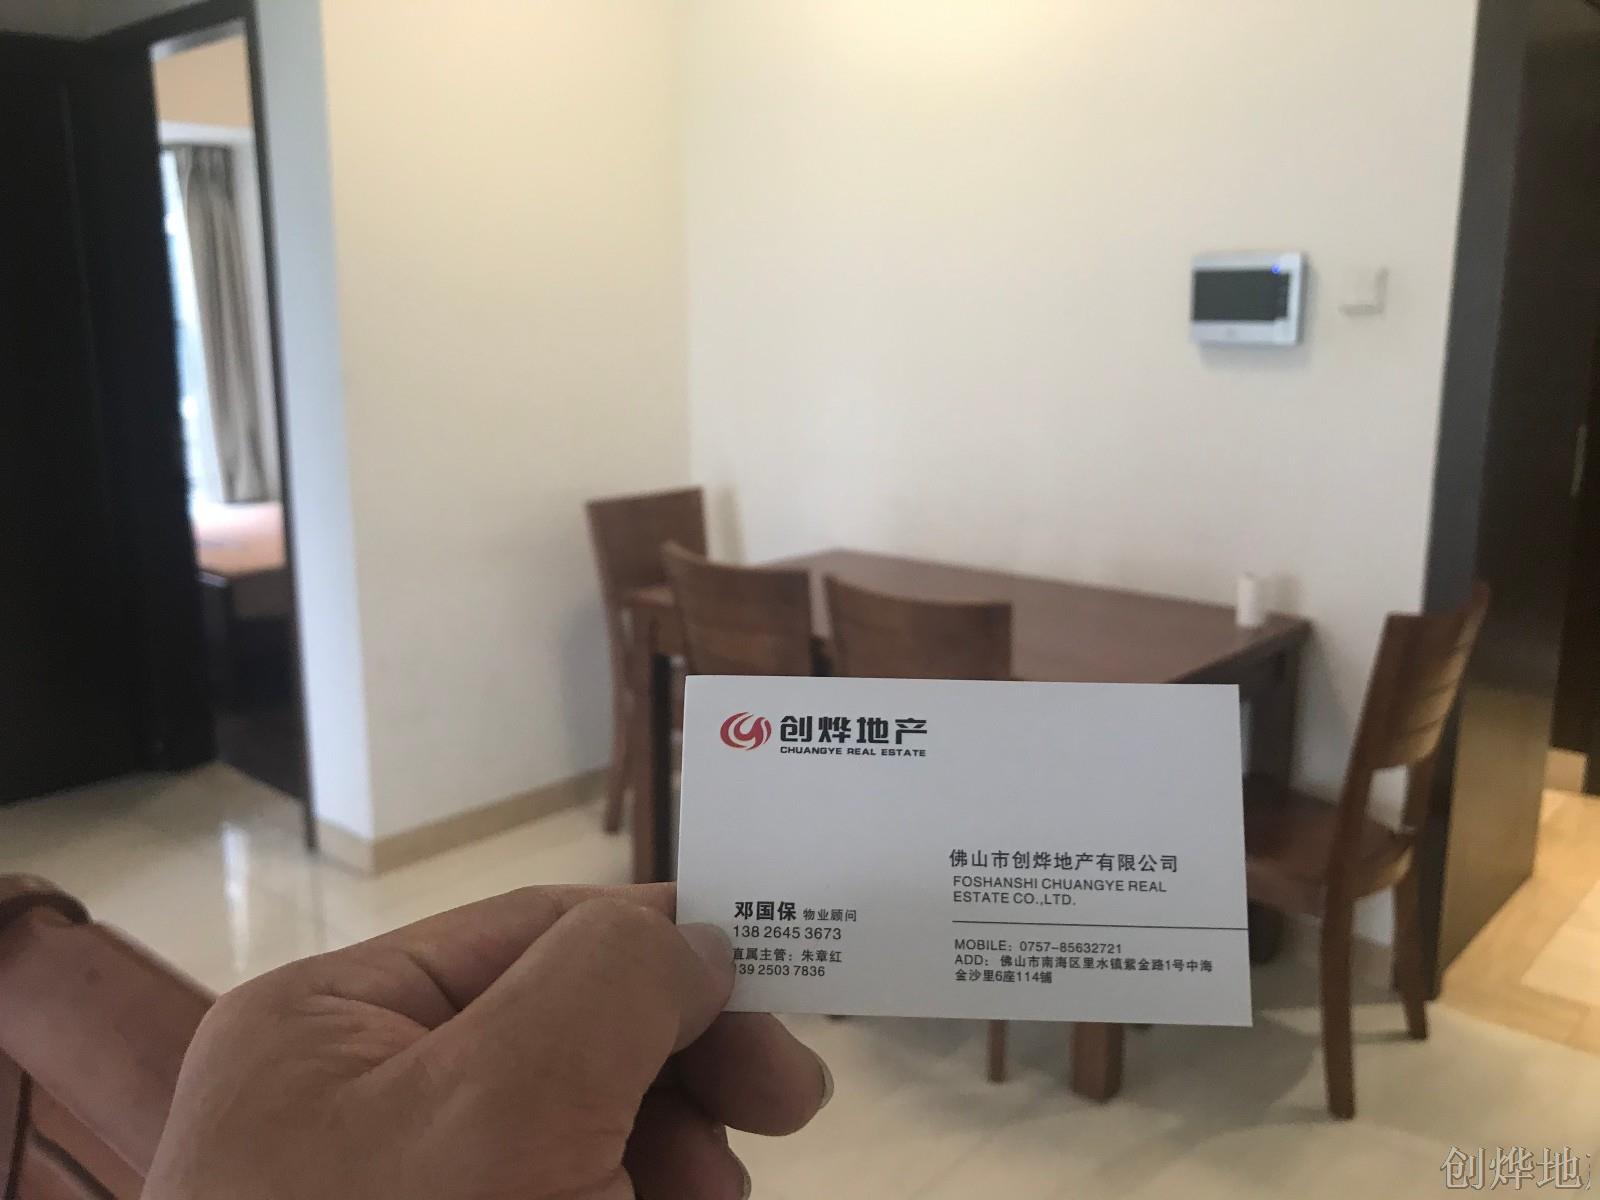 创烨地产
CHUANGYE REAL ESTATE
佛山市创烨地产有限公司
FOSHANSHI CHUANGYE REAL
ESTATE CO.,LTD.
邓国保 物业顾问
138 2645 3673
直属主管：朱章红
139 2503 7836
MOBILE：0757-85632721
ADD： 佛山市南海区里水镇紫金路1号中海
金沙里6座114铺
创烨地